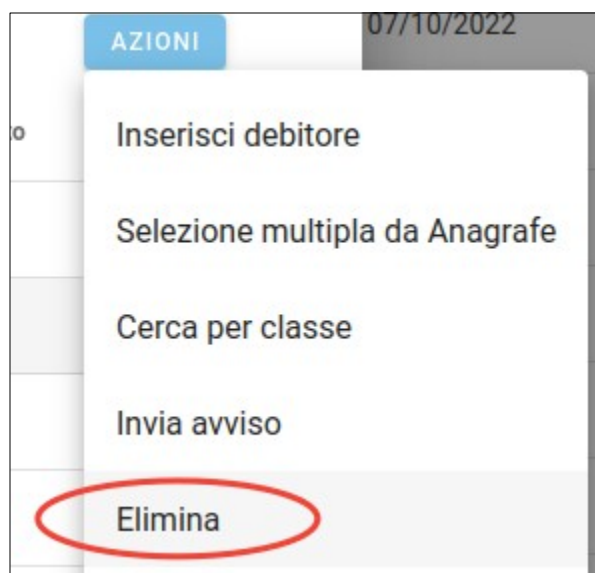 AZIONI
07/10/2022
Inserisci debitore
Selezione multipla da Anagrafe
Cerca per classe
Invia avviso
Elimina